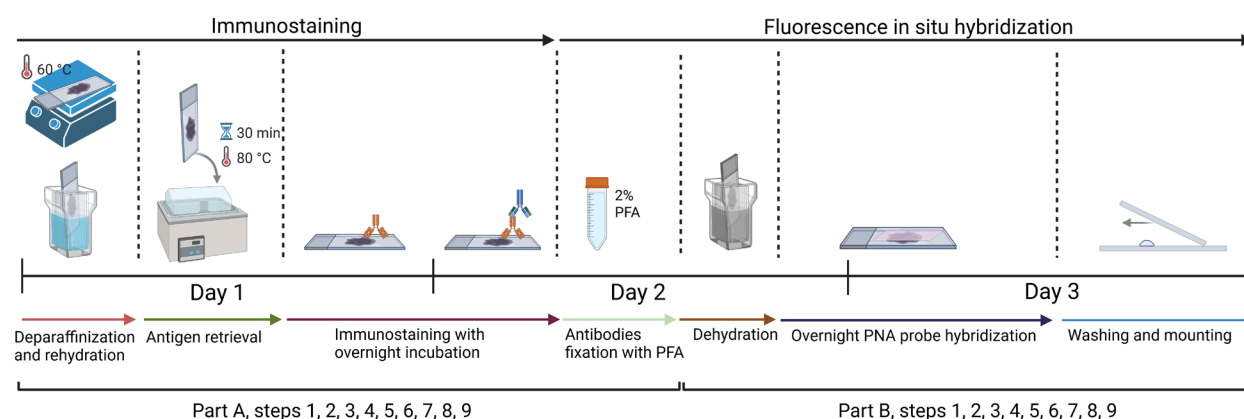 Immunostaining
Fluorescence in situ hybridization
60 °C
30 min
80 °C
2%
PFA
Day 1
Day 2
Day 3
Deparaffinization
and rehydration
Antigen retrieval
Immunostaining with
overnight incubation
Antibodies
fixation with PFA
Dehydration
Overnight PNA probe hybridization
Washing and mounting
Part A, steps 1, 2, 3, 4, 5, 6, 7, 8, 9
Part B, steps 1, 2, 3, 4, 5, 6, 7, 8, 9